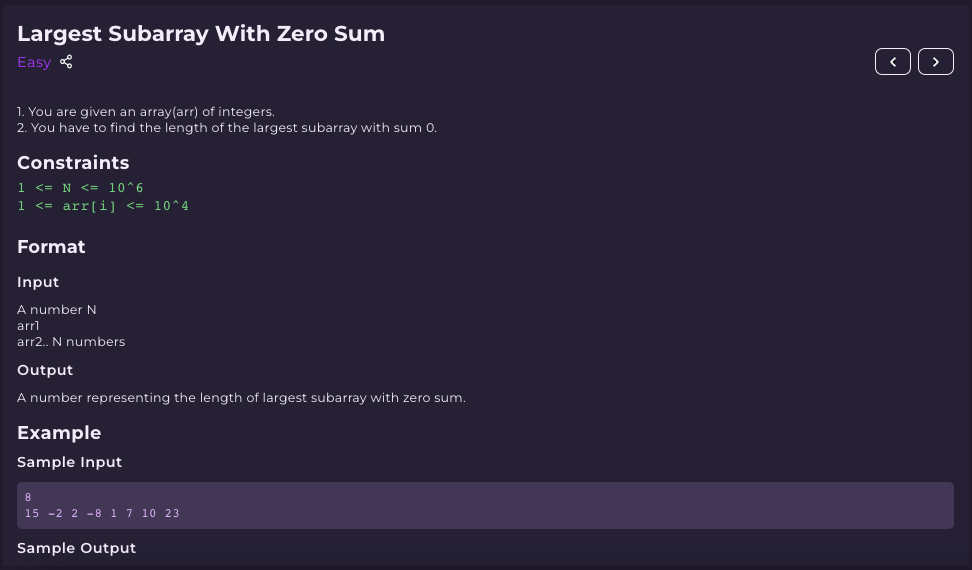 Largest Subarray With Zero Sum
Easy
1. You are given an array(arr) of integers.
2. You have to find the length of the largest subarray with sum 0.
Constraints
1 <= N <= 10^6
1 <= arr[i] <= 10^4
Format
Input
A number N
arr1
arr2.. N numbers
Output
A number representing the length of largest subarray with zero sum.
Example
Sample Input
8
15 -2 2 -8 1 7 10 23
Sample Output